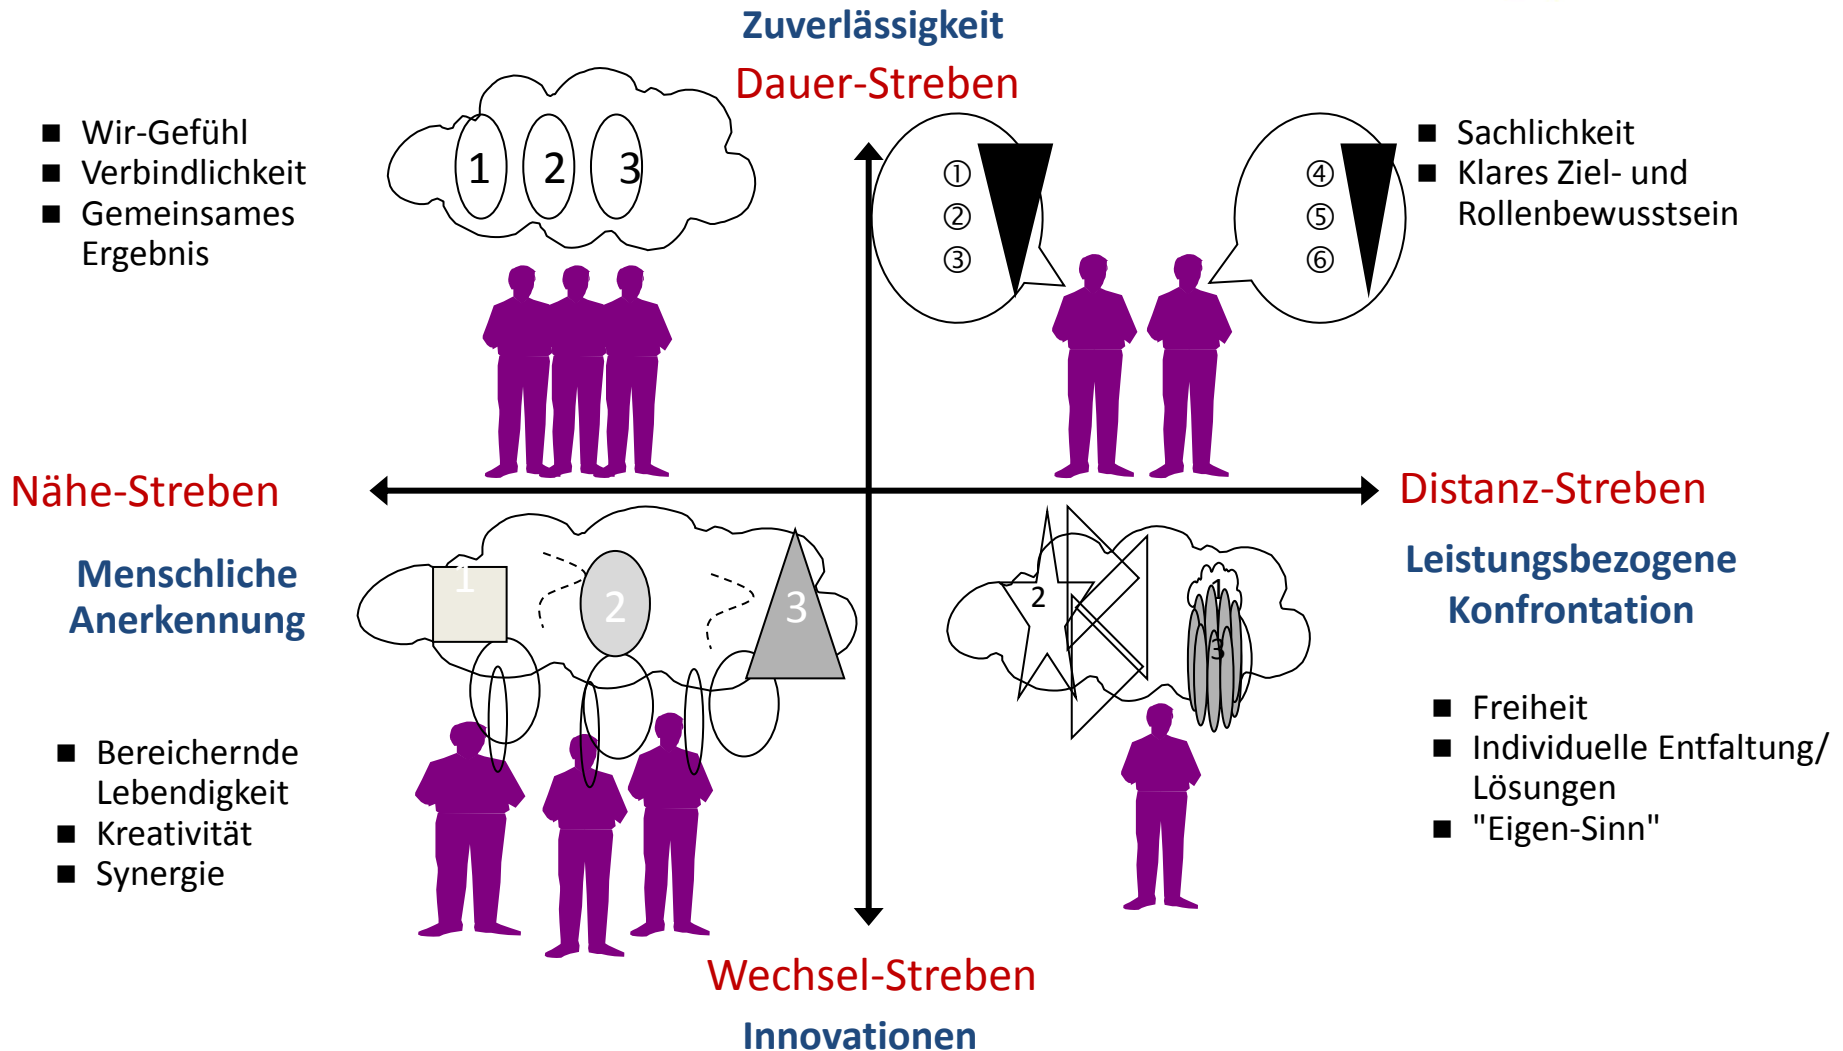 Zuverlässigkeit
Dauer-Streben
■ Wir-Gefühl
■ Verbindlichkeit
■ Gemeinsames
Ergebnis
1 2 3
①
②
③
④
⑤
⑥
■ Sachlichkeit
■ Klares Ziel- und
Rollenbewusstsein
Nähe-Streben
Distanz-Streben
Menschliche
Anerkennung
1
2
3
2
1
3
Leistungsbezogene
Konfrontation
■ Bereichernde
Lebendigkeit
■ Kreativität
■ Synergie
■ Freiheit
■ Individuelle Entfaltung/
Lösungen
■ "Eigen-Sinn"
Wechsel-Streben
Innovationen